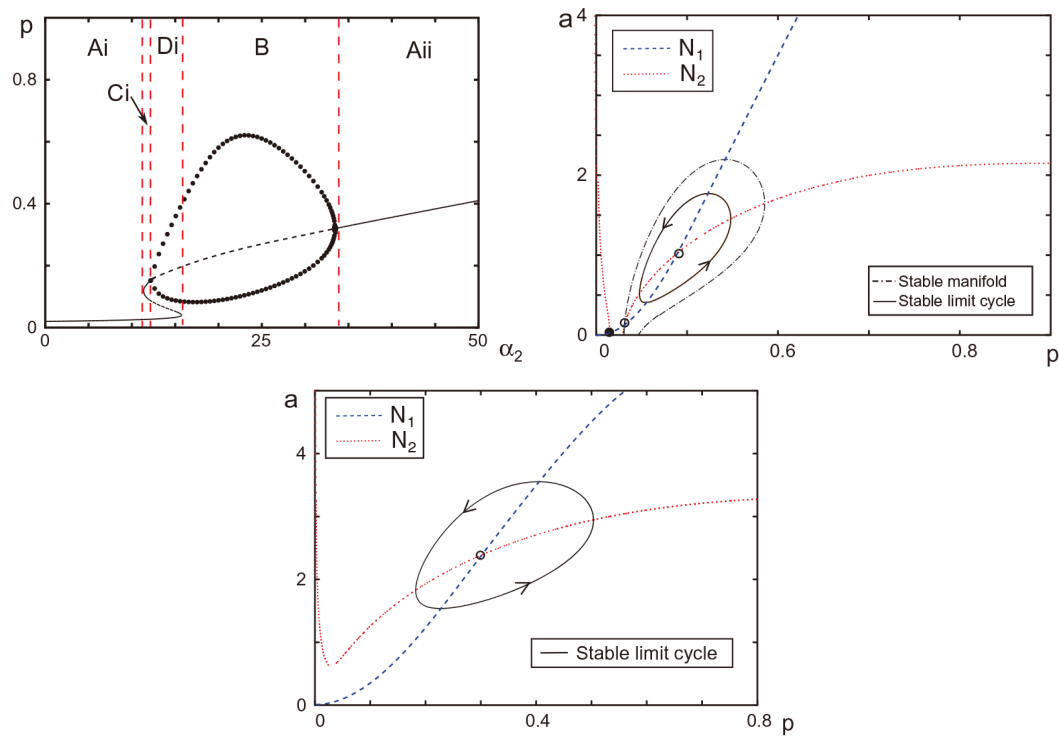 p
Ai
Di
B
Aii
Ci
0.8
0.4
0
0
25
50
α₂
a
4
2
0
N₁
N₂
Stable manifold
Stable limit cycle
0
0.6
0.8
p
a
4
2
0
N₁
N₂
Stable limit cycle
0
0.4
0.8
p